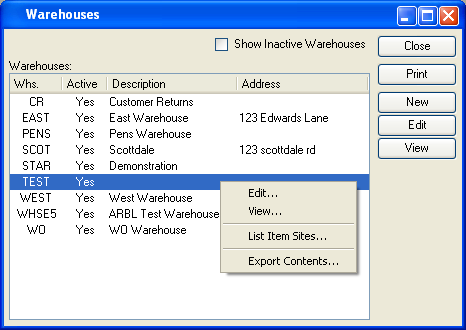 Warehouses
Show Inactive Warehouses
Close
Warehouses:
Print
Whs. Active Description Address
CR Yes Customer Returns
New
EAST Yes East Warehouse 123 Edwards Lane
Edit
PENS Yes Pens Warehouse
SCOT Yes Scottdale 123 scottdale rd
View
STAR Yes Demonstration
TEST Yes
WEST Yes West Warehouse
WHSE5 Yes ARBL Test Warehouse
WO Yes WO Warehouse
Edit...
View...
List Item Sites...
Export Contents...